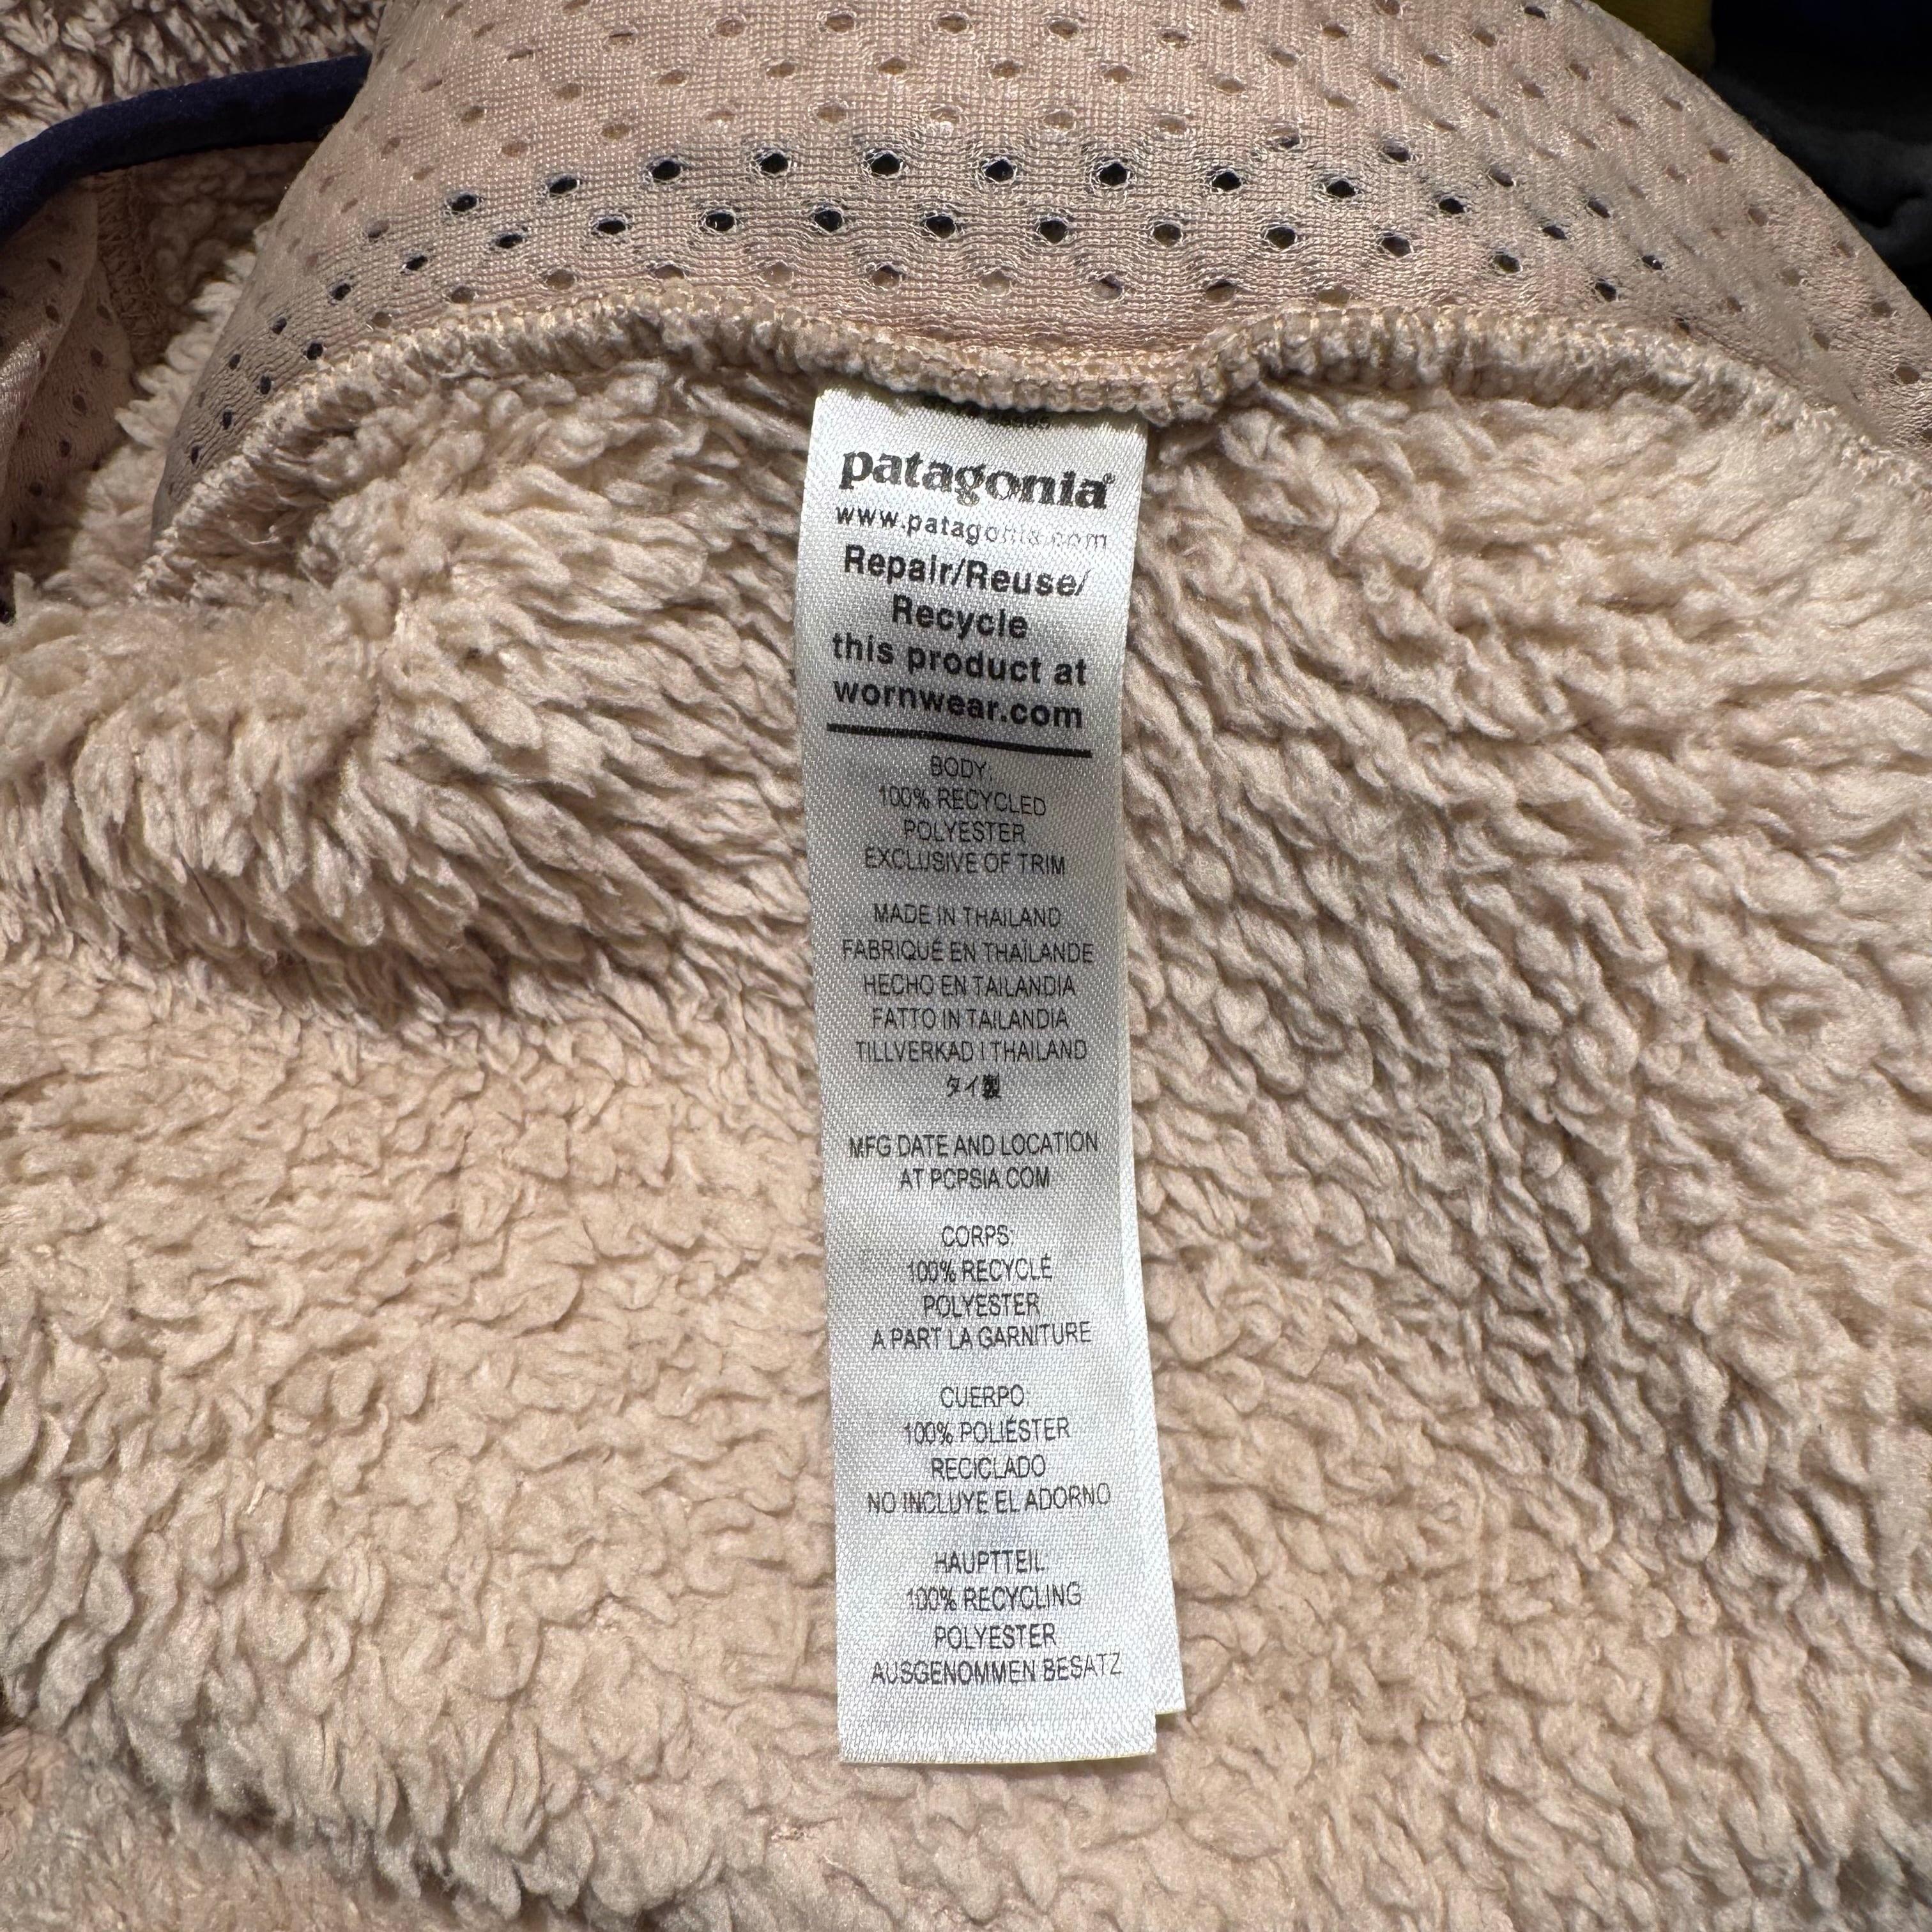 patagonia®
www.patagonia.com
Repair/Reuse/
Recycle
this product at
wornwear.com
BODY:
100% RECYCLED
POLYESTER
EXCLUSIVE OF TRIM
MADE IN THAILAND
FABRIQUÉ EN THAÏLANDE
HECHO EN TAILANDIA
FATTO IN TAILANDIA
TILLVERKAD I THAILAND
タイ製
MFG DATE AND LOCATION
AT PCPSIA.COM
CORPS:
100% RECYCLÉ
POLYESTER
A PART LA GARNITURE
CUERPO:
100% POLIÉSTER
RECICLADO
NO INCLUYE EL ADORNO
HAUPTTEIL:
100% RECYCLING
POLYESTER
AUSGENOMMEN BESATZ